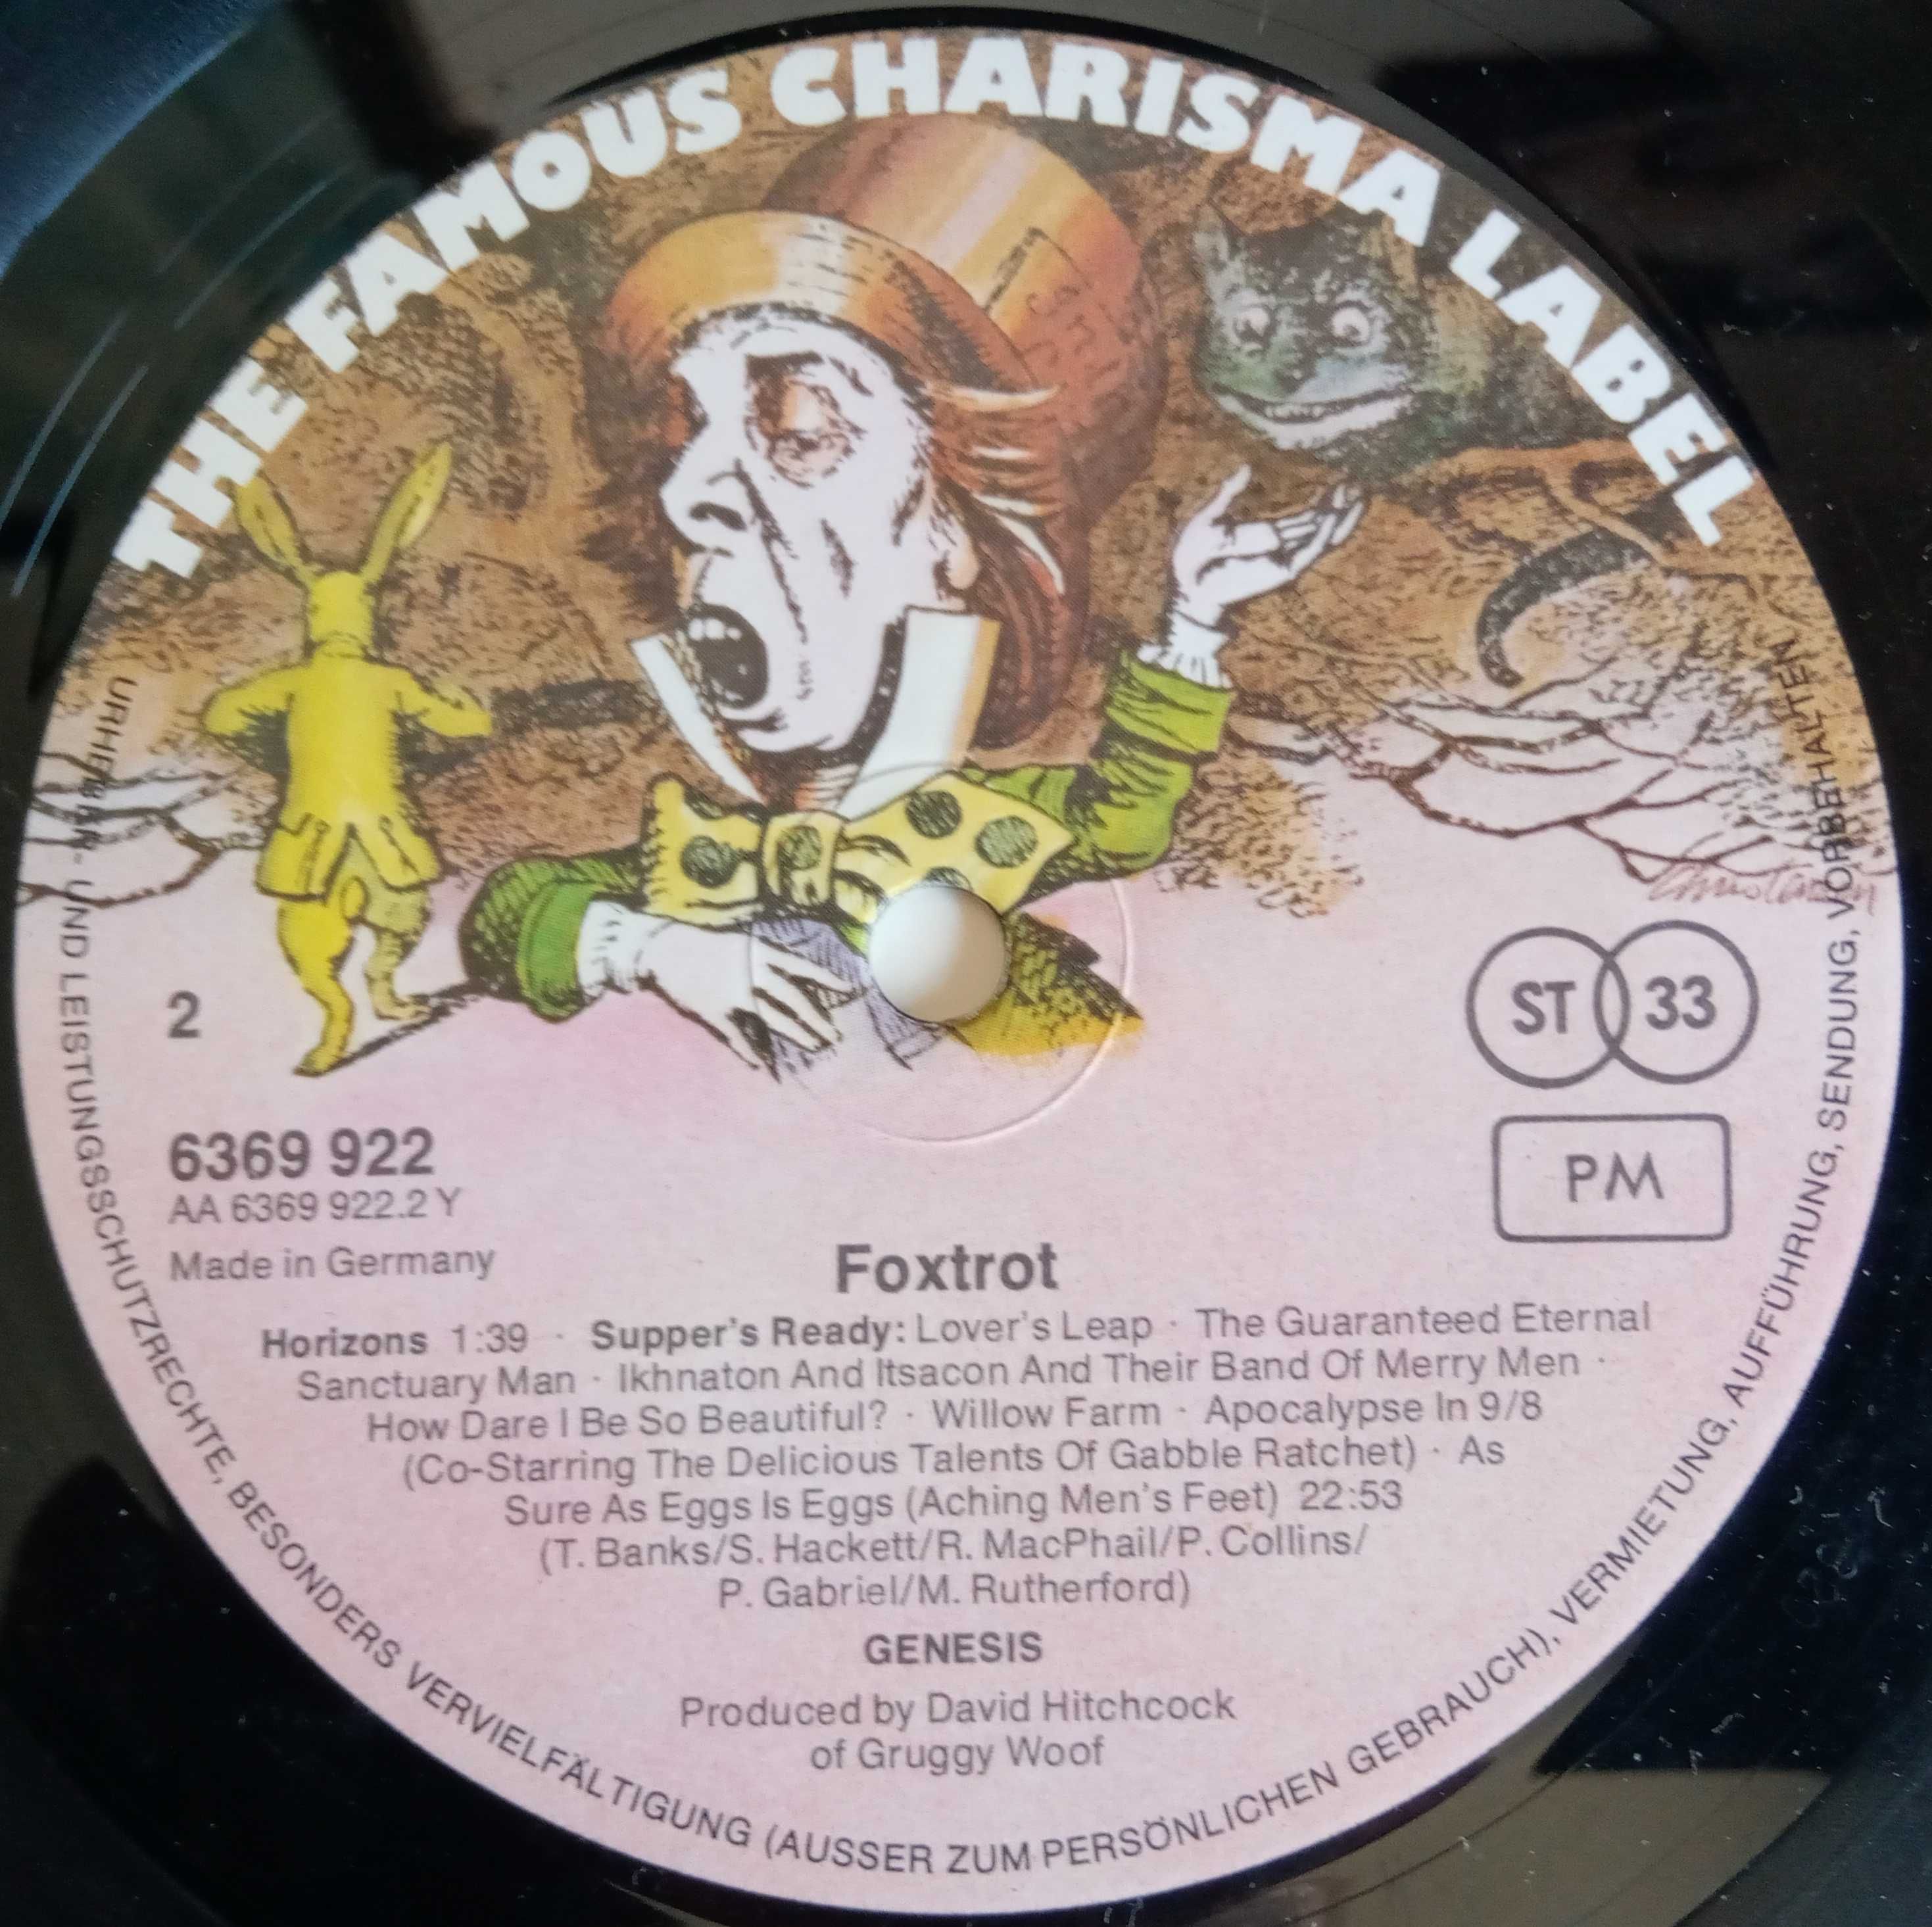 THE FAMOUS CHARISMA LABEL
2
ST 33
6369 922
AA 6369 922.2 Y
PM
Made in Germany
Foxtrot
Horizons 1:39 · Supper's Ready: Lover's Leap · The Guaranteed Eternal
Sanctuary Man · Ikhnaton And Itsacon And Their Band Of Merry Men ·
How Dare I Be So Beautiful? · Willow Farm · Apocalypse In 9/8
(Co-Starring The Delicious Talents Of Gabble Ratchet) · As
Sure As Eggs Is Eggs (Aching Men's Feet) 22:53
(T. Banks/S. Hackett/R. MacPhail/P. Collins/
P. Gabriel/M. Rutherford)
GENESIS
Produced by David Hitchcock
of Gruggy Woof
URHEBER- UND LEISTUNGSSCHUTZRECHTE, BESONDERS VERVIELFÄLTIGUNG (AUSSER ZUM PERSÖNLICHEN GEBRAUCH), VERMIETUNG, AUFFÜHRUNG, SENDUNG, VORBEHALTEN